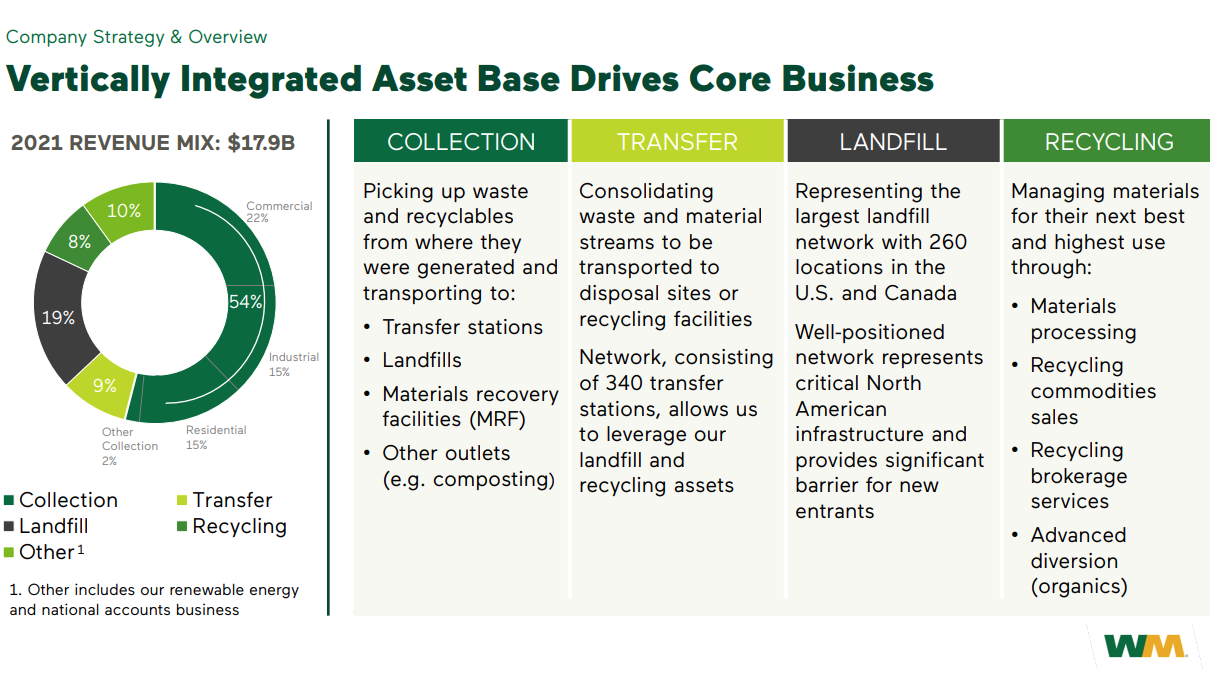 Company Strategy & Overview
Vertically Integrated Asset Base Drives Core Business
2021 REVENUE MIX: $17.9B
Commercial
22%
10%
8%
54%
19%
Industrial
15%
9%
Other
Collection
2%
Residential
15%
Collection
Transfer
Landfill
Recycling
Other¹
1. Other includes our renewable energy
and national accounts business
COLLECTION
Picking up waste
and recyclables
from where they
were generated and
transporting to:
• Transfer stations
• Landfills
• Materials recovery
facilities (MRF)
• Other outlets
(e.g. composting)
TRANSFER
Consolidating
waste and material
streams to be
transported to
disposal sites or
recycling facilities
Network, consisting
of 340 transfer
stations, allows us
to leverage our
landfill and
recycling assets
LANDFILL
Representing the
largest landfill
network with 260
locations in the
U.S. and Canada
Well-positioned
network represents
critical North
American
infrastructure and
provides significant
barrier for new
entrants
RECYCLING
Managing materials
for their next best
and highest use
through:
• Materials
processing
• Recycling
commodities
sales
• Recycling
brokerage
services
• Advanced
diversion
(organics)
WM